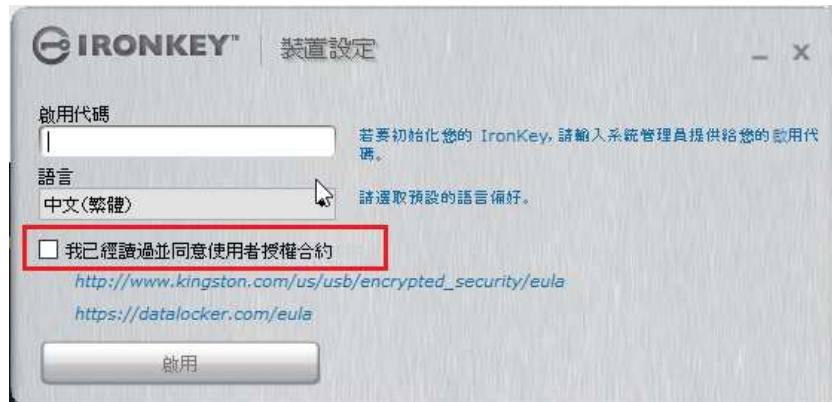 IRONKEY™ 裝置設定
啟用代碼
若要初始化您的 IronKey, 請輸入系統管理員提供給您的啟用代
碼。
語言
中文(繁體)
請選取預設的語言偏好。
我已經讀過並同意使用者授權合約
http://www.kingston.com/us/usb/encrypted_security/eula
https://datalocker.com/eula
啟用